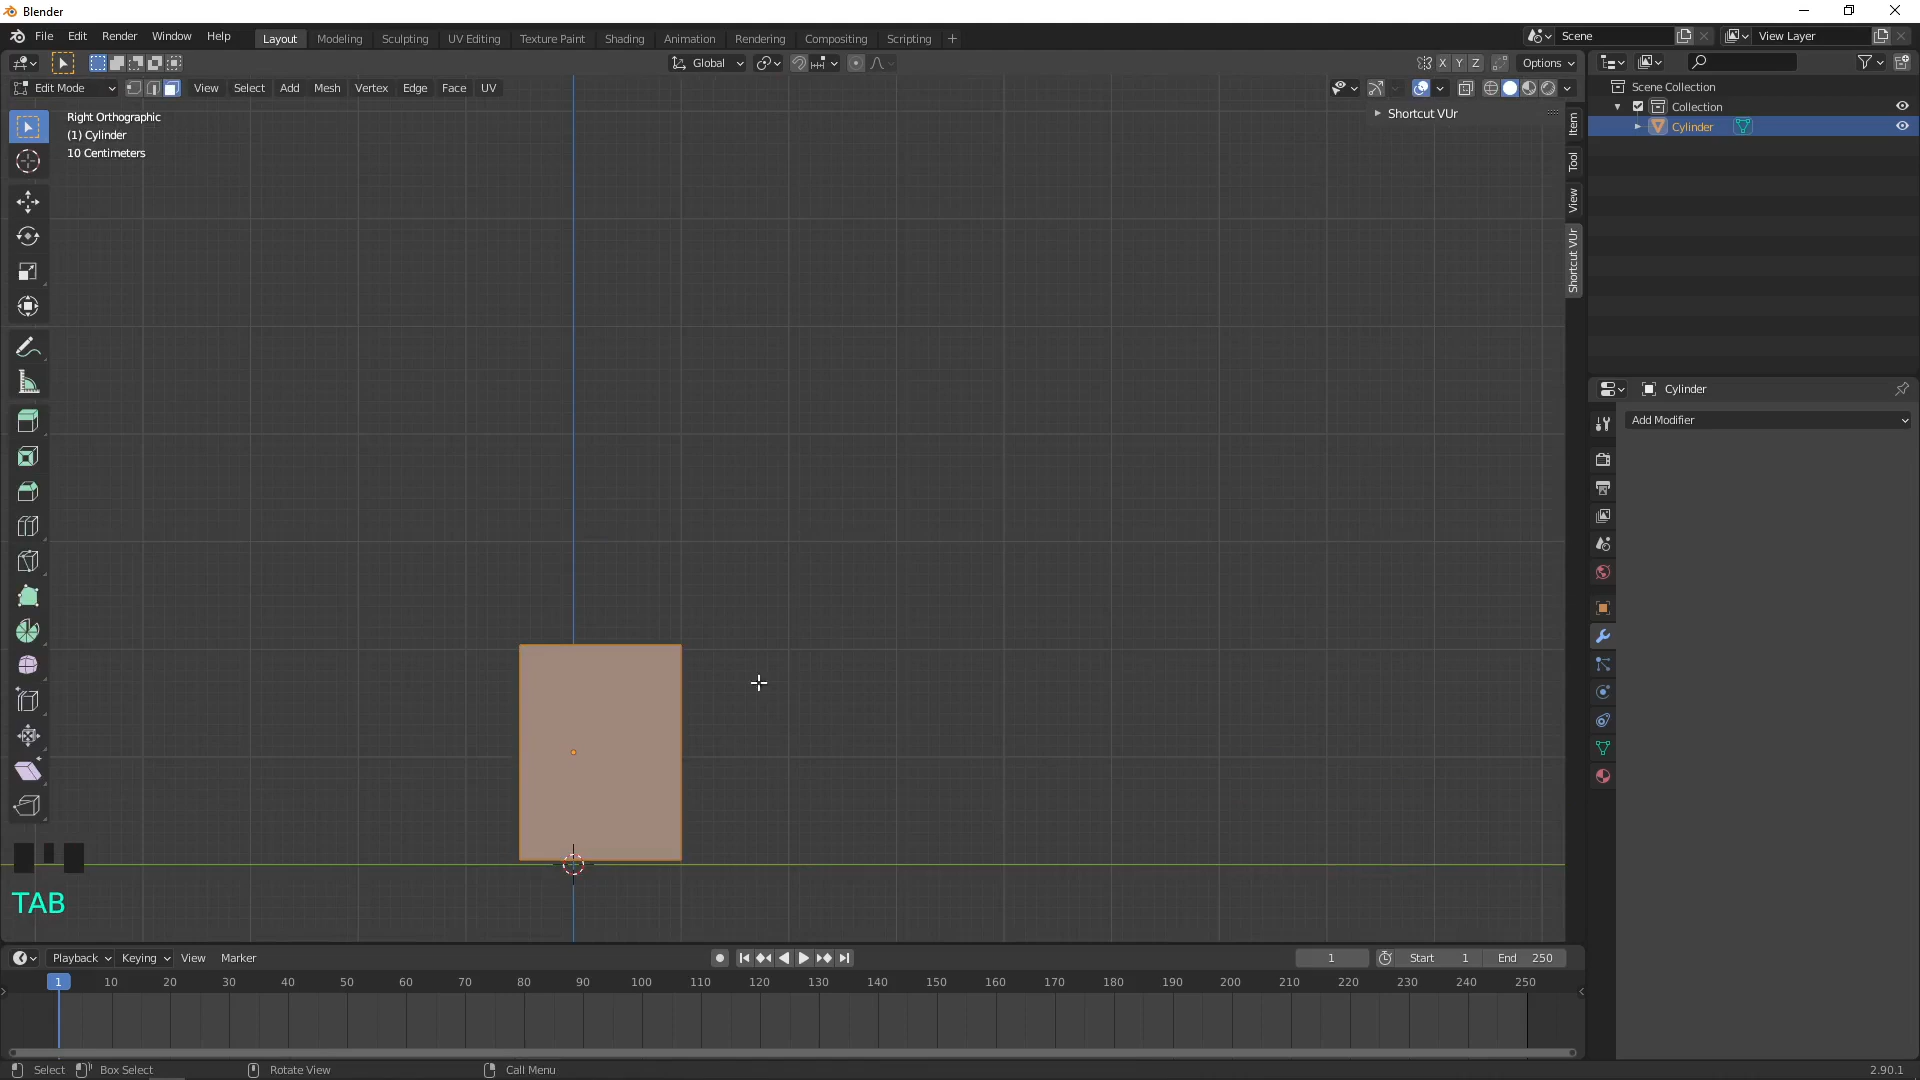 Blender
File Edit Render Window Help
Layout Modeling Sculpting UV Editing Texture Paint Shading Animation Rendering Compositing Scripting +
Scene
View Layer
Global
X Y Z
Options
Edit Mode
View Select Add Mesh Vertex Edge Face UV
Right Orthographic
(1) Cylinder
10 Centimeters
Shortcut VUr
Item
Tool
View
Shortcut VUr
Scene Collection
Collection
Cylinder
Cylinder
Add Modifier
TAB
Playback Keying View Marker
1
Start 1
End 250
1 10 20 30 40 50 60 70 80 90 100 110 120 130 140 150 160 170 180 190 200 210 220 230 240 250
Select Box Select Rotate View Call Menu
2.90.1